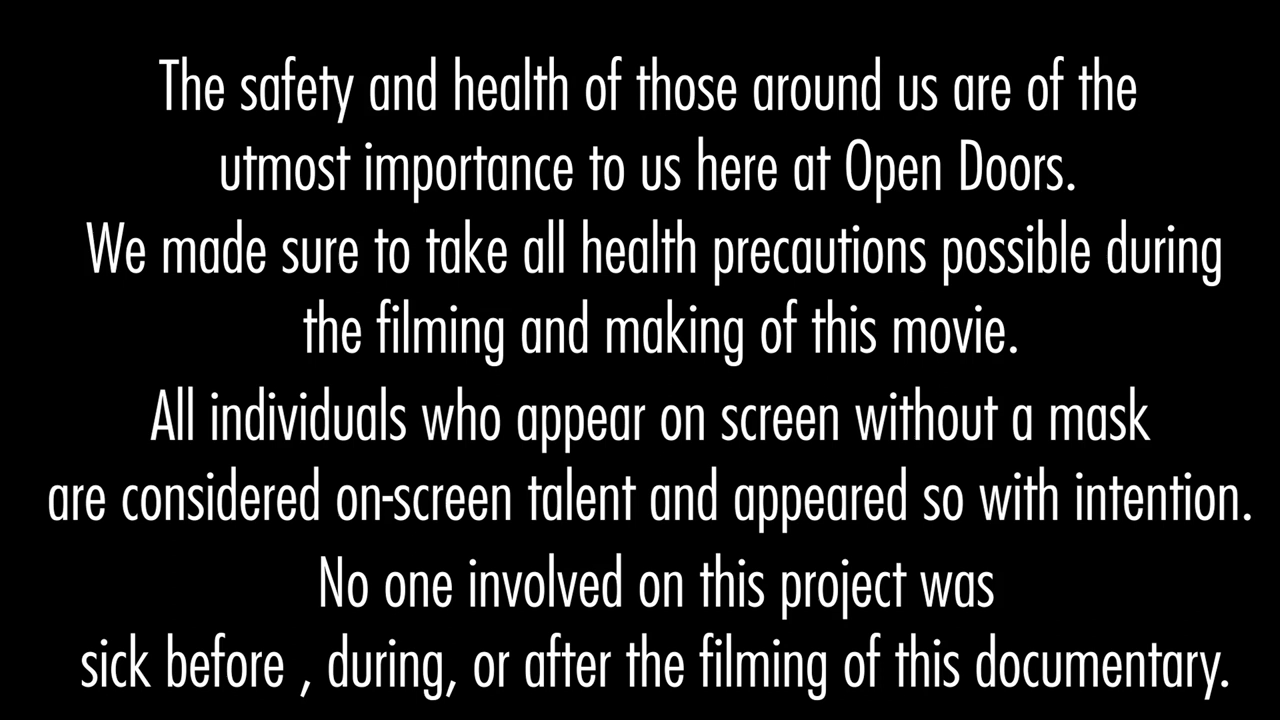 The safety and health of those around us are of the
utmost importance to us here at Open Doors.
We made sure to take all health precautions possible during
the filming and making of this movie.
All individuals who appear on screen without a mask
are considered on-screen talent and appeared so with intention.
No one involved on this project was
sick before , during, or after the filming of this documentary.